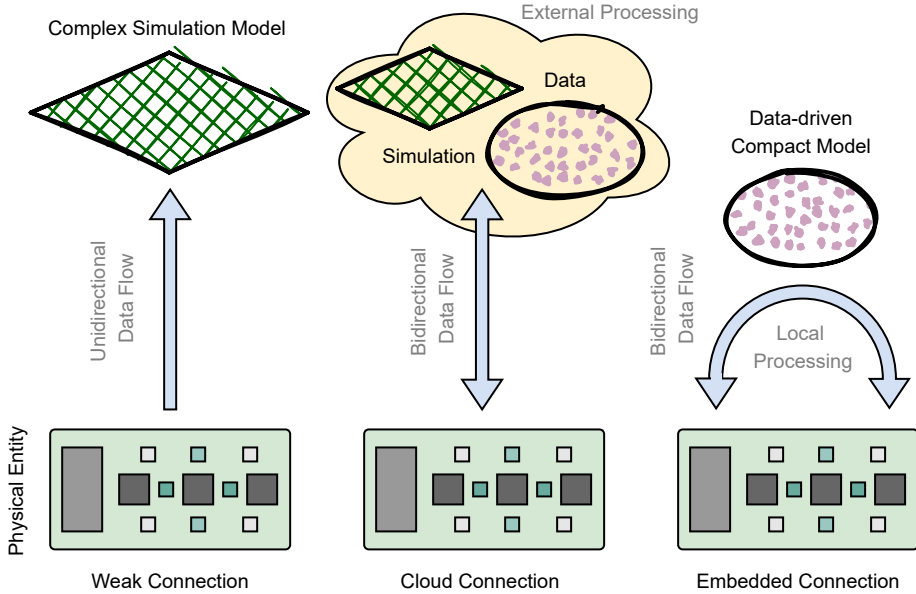 External Processing
Complex Simulation Model
Data
Simulation
Data-driven
Compact Model
Unidirectional
Data Flow
Bidirectional
Data Flow
Bidirectional
Data Flow
Local
Processing
Physical Entity
Weak Connection
Cloud Connection
Embedded Connection